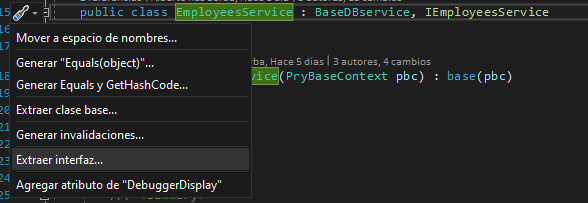 15
public class EmployeesService : BaseDBservice, IEmployeesService
Mover a espacio de nombres...
Generar "Equals(object)"...
rba, Hace 5 días | 3 autores, 4 cambios
Generar Equals y GetHashCode...
vice(PryBaseContext pbc) : base(pbc)
Extraer clase base...
Generar invalidaciones...
Extraer interfaz...
Agregar atributo de "DebuggerDisplay"
25